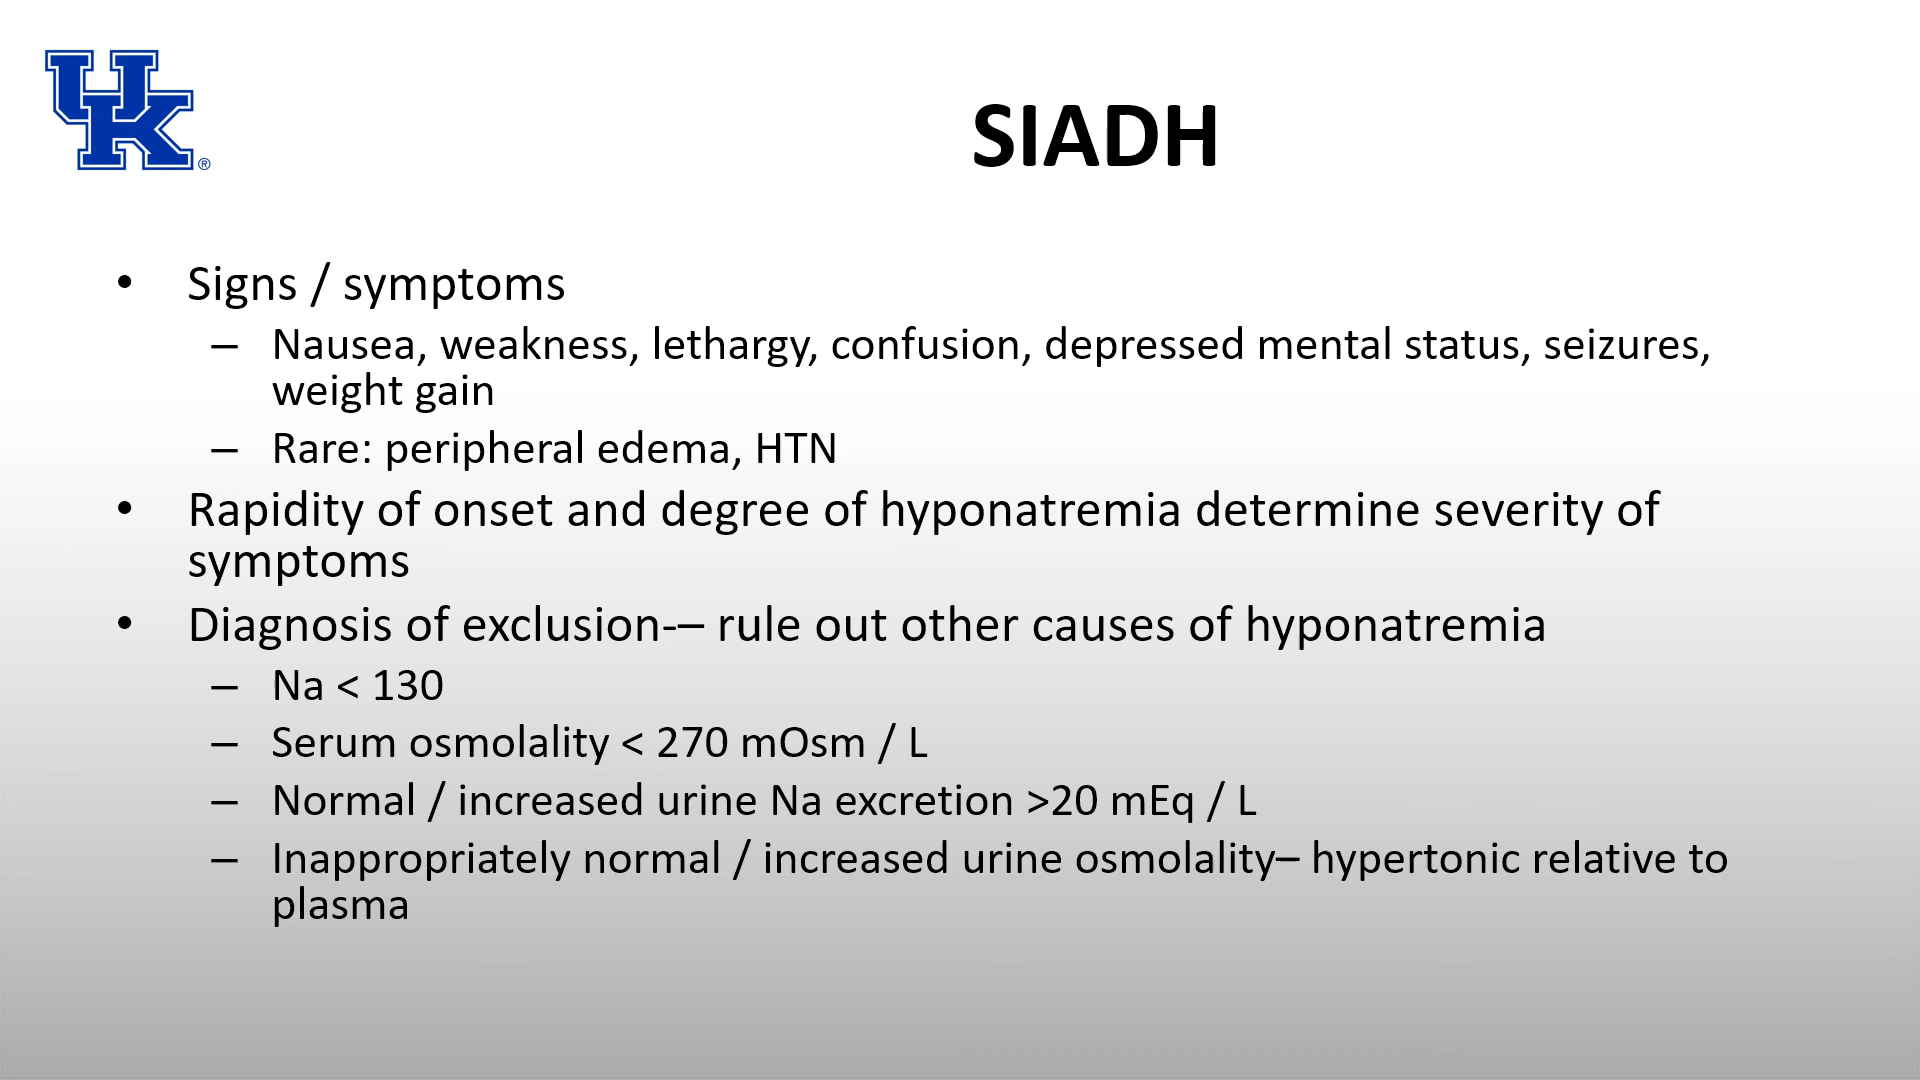 UK®
SIADH
• Signs / symptoms
– Nausea, weakness, lethargy, confusion, depressed mental status, seizures,
weight gain
– Rare: peripheral edema, HTN
• Rapidity of onset and degree of hyponatremia determine severity of
symptoms
• Diagnosis of exclusion-– rule out other causes of hyponatremia
– Na < 130
– Serum osmolality < 270 mOsm / L
– Normal / increased urine Na excretion >20 mEq / L
– Inappropriately normal / increased urine osmolality– hypertonic relative to
plasma